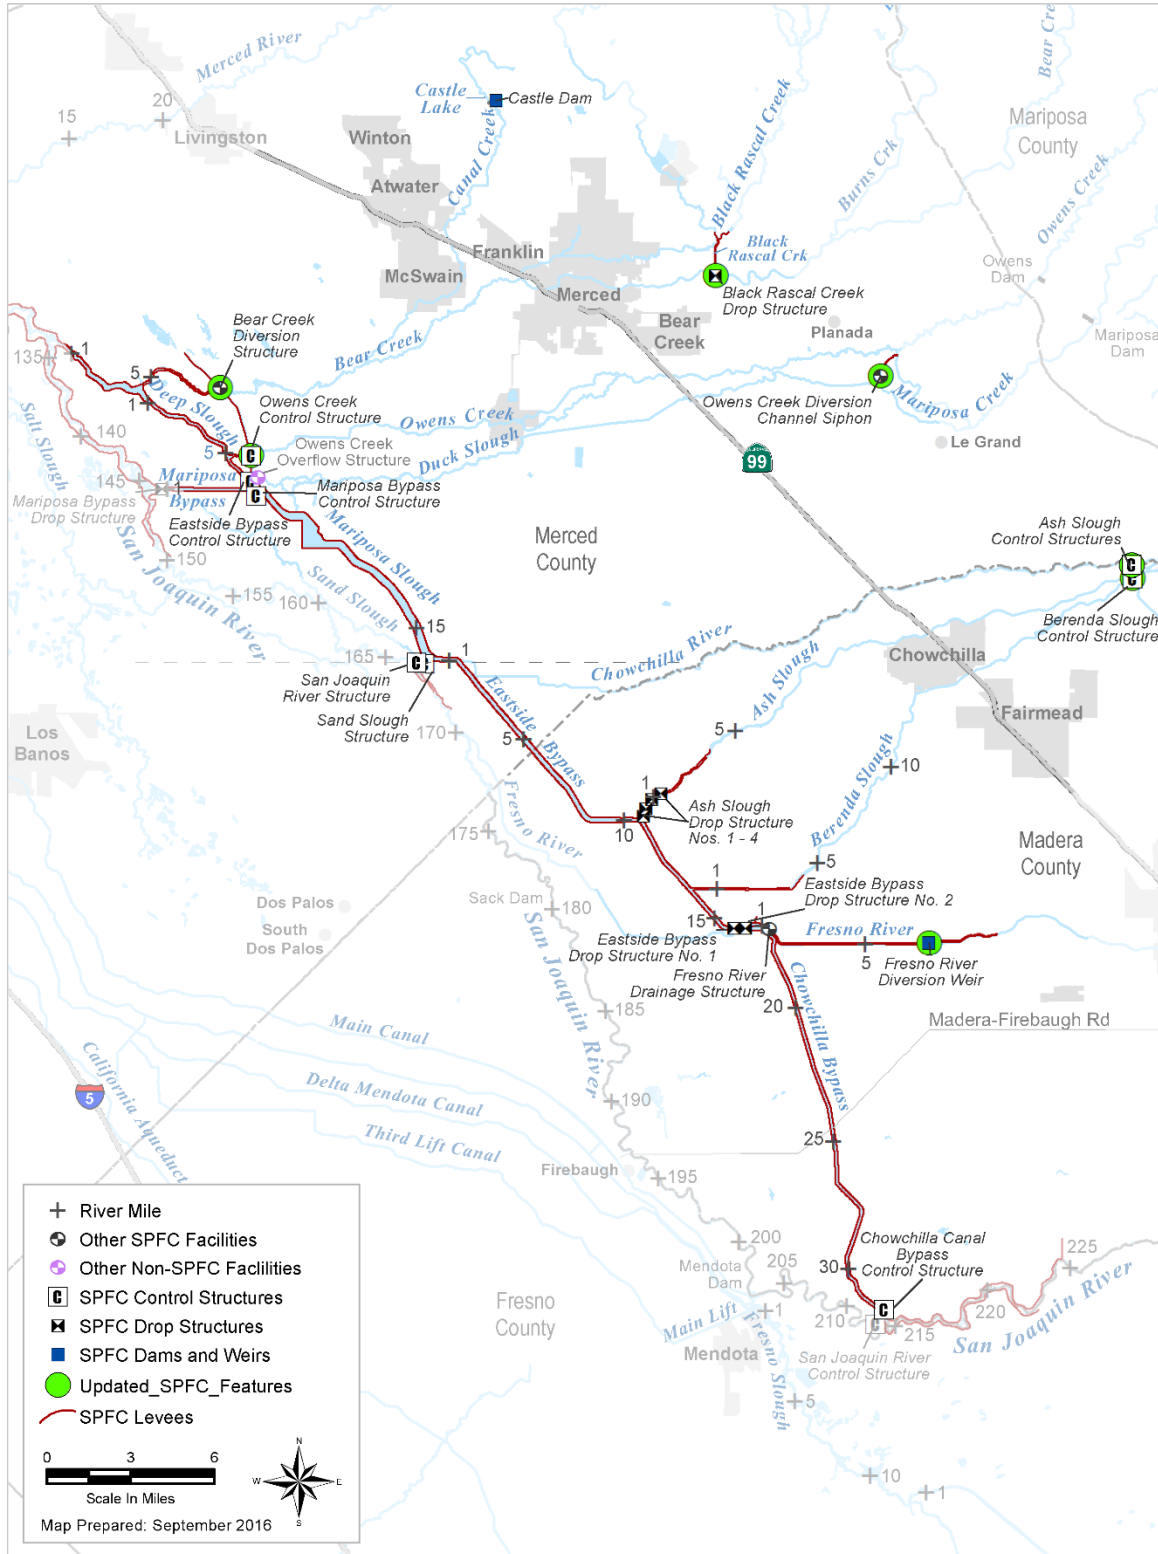 Merced River
Bear Creek
Castle
Lake
Castle Dam
20
15
Livingston
Winton
Canal Creek
Black Rascal Creek
Burns Crk
Mariposa
County
Atwater
Owens Creek
Franklin
Black
Rascal Crk
McSwain
Owens
Dam
Merced
Black Rascal Creek
Drop Structure
Bear Creek
Diversion
Structure
Bear
Creek
Planada
Mariposa
Dam
135
1
Bear Creek
5
Deep Slough
1
Owens Creek
Control Structure
Owens Creek Diversion
Channel Siphon
Mariposa Creek
Salt Slough
140
Owens Creek
5
Owens Creek
Overflow Structure
Duck Slough
Le Grand
99
145
1
Mariposa
Bypass
Mariposa Bypass
Drop Structure
Mariposa Bypass
Control Structure
Eastside Bypass
Control Structure
Mariposa Slough
Merced
County
Ash Slough
Control Structures
San Joaquin River
150
Sand Slough
155
160
15
Berenda Slough
Control Structure
165
1
Chowchilla River
Chowchilla
San Joaquin
River Structure
Sand Slough
Structure
Eastside Bypass
Ash Slough
Fairmead
Los
Banos
170
5
5
Berenda Slough
10
Fresno River
1
Ash Slough
Drop Structure
Nos. 1 - 4
175
10
Madera
County
5
1
Sack Dam
180
Dos Palos
South
Dos Palos
Eastside Bypass
Drop Structure No. 2
15
1
Fresno River
Eastside Bypass
Drop Structure No. 1
5
Fresno River
Diversion Weir
Fresno River
Drainage Structure
San Joaquin River
Chowchilla Bypass
185
20
Madera-Firebaugh Rd
Main Canal
California Aqueduct
5
Delta Mendota Canal
190
Third Lift Canal
25
Firebaugh
195
200
Chowchilla Canal
Bypass
Control Structure
225
Mendota
Dam
205
30
220
Fresno
County
Main Lift
1
210
215
San Joaquin River
Mendota
Fresno Slough
San Joaquin River
Control Structure
5
10
1
River Mile
Other SPFC Facilities
Other Non-SPFC Facilities
C SPFC Control Structures
SPFC Drop Structures
SPFC Dams and Weirs
Updated_SPFC_Features
SPFC Levees
0 3 6
Scale In Miles
N
W E
S
Map Prepared: September 2016